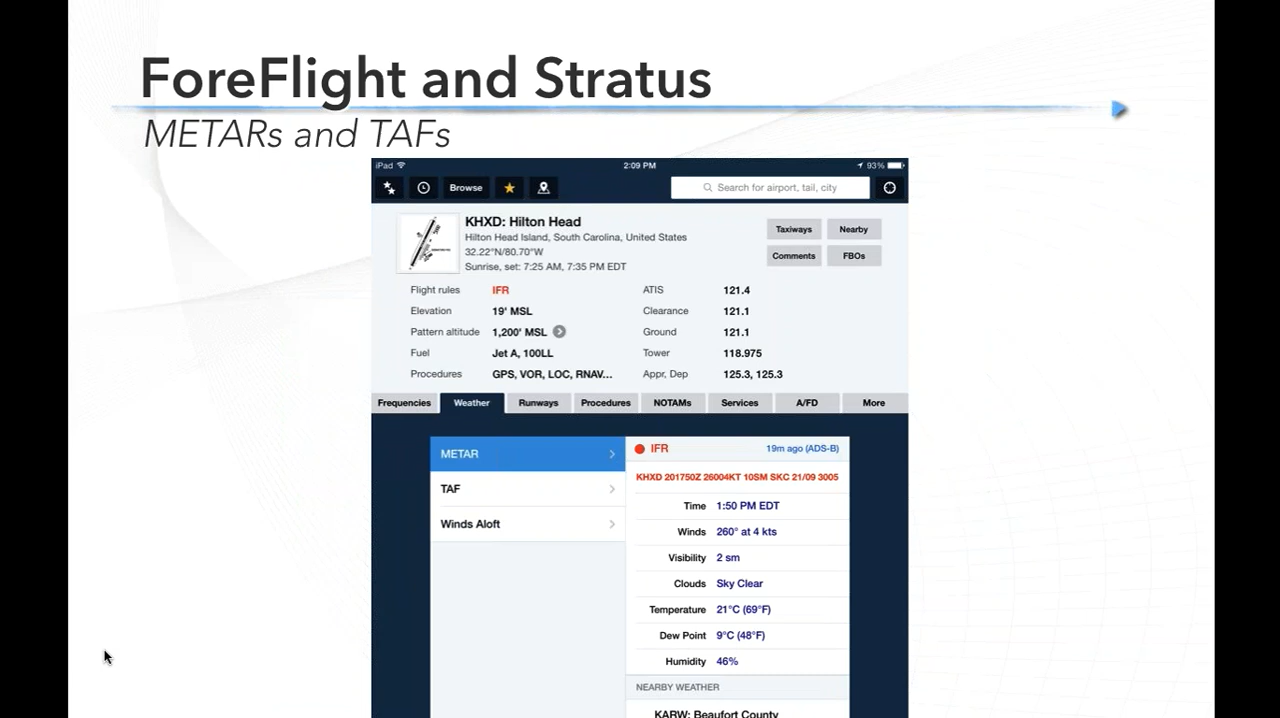 ForeFlight and Stratus
METARs and TAFs
iPad 2:09 PM 93%
Browse Search for airport, tail, city
KHXD: Hilton Head
Hilton Head Island, South Carolina, United States
32.22°N/80.70°W
Sunrise, set: 7:25 AM, 7:35 PM EDT
Taxiways Nearby
Comments FBOs
Flight rules IFR ATIS 121.4
Elevation 19' MSL Clearance 121.1
Pattern altitude 1,200' MSL Ground 121.1
Fuel Jet A, 100LL Tower 118.975
Procedures GPS, VOR, LOC, RNAV... Appr, Dep 125.3, 125.3
Frequencies Weather Runways Procedures NOTAMs Services A/FD More
METAR
TAF
Winds Aloft
IFR 19m ago (ADS-B)
KHXD 201750Z 26004KT 10SM SKC 21/09 3005
Time 1:50 PM EDT
Winds 260° at 4 kts
Visibility 2 sm
Clouds Sky Clear
Temperature 21°C (69°F)
Dew Point 9°C (48°F)
Humidity 46%
NEARBY WEATHER
KARW: Beaufort County